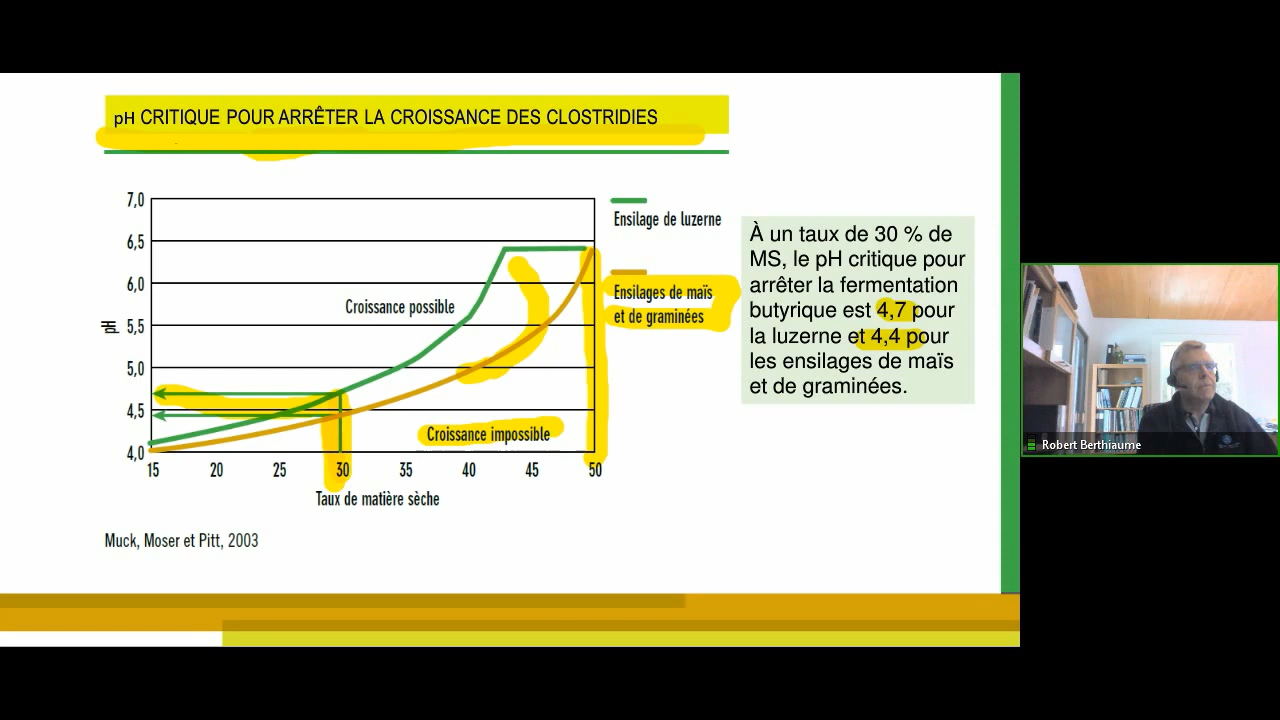 pH CRITIQUE POUR ARRÊTER LA CROISSANCE DES CLOSTRIDIES
7,0
6,5
6,0
5,5
5,0
4,5
4,0
pH
15 20 25 30 35 40 45 50
Taux de matière sèche
Croissance possible
Croissance impossible
Ensilage de luzerne
Ensilages de maïs
et de graminées
À un taux de 30 % de
MS, le pH critique pour
arrêter la fermentation
butyrique est 4,7 pour
la luzerne et 4,4 pour
les ensilages de maïs
et de graminées.
Muck, Moser et Pitt, 2003
Robert Berthiaume